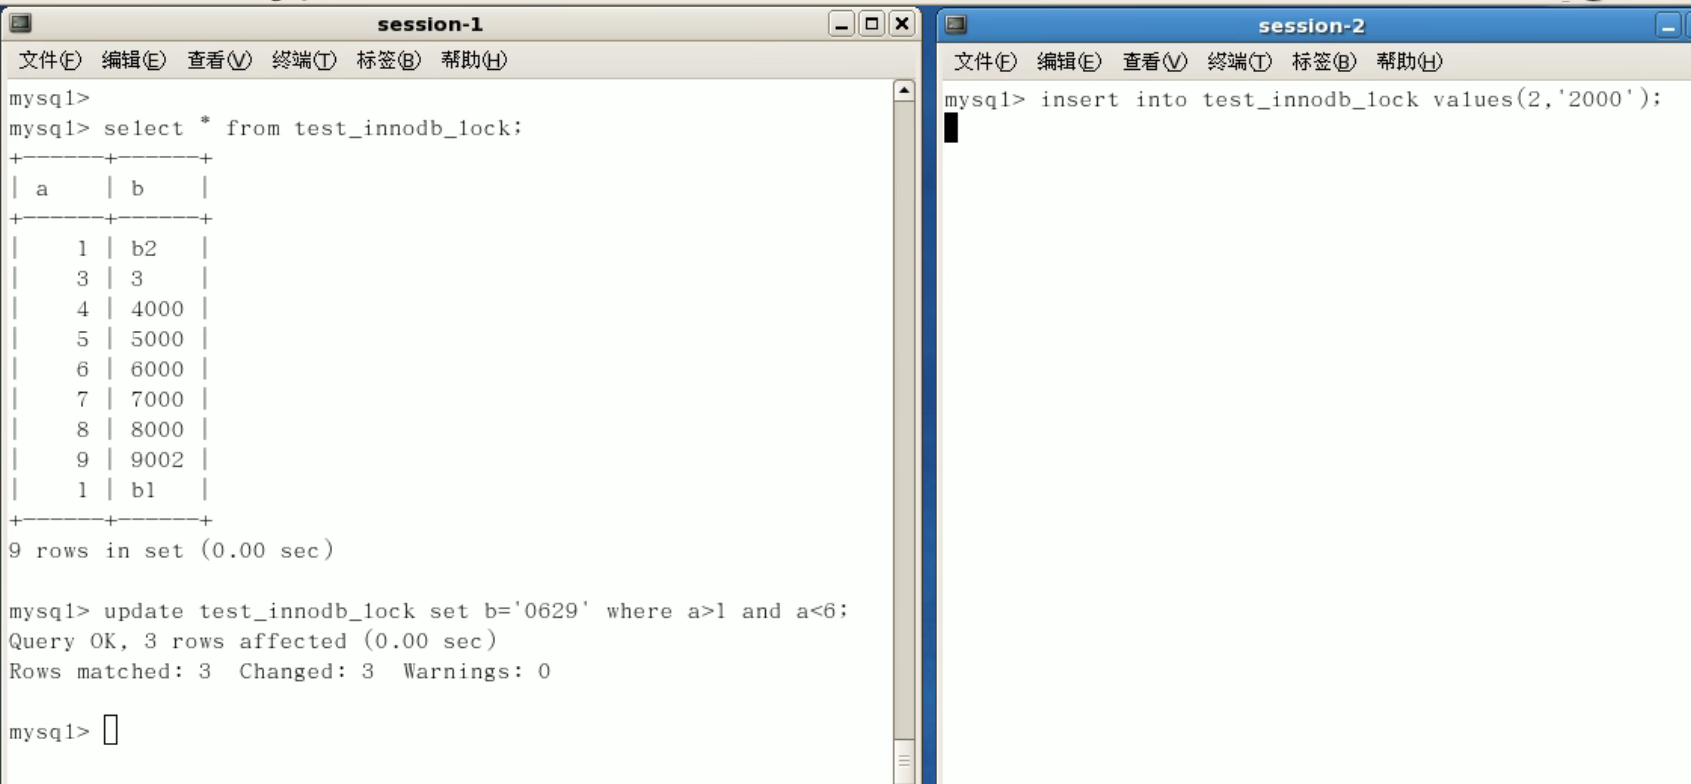 session-1
文件(F) 编辑(E) 查看(V) 终端(T) 标签(B) 帮助(H)
mysql>
mysql> select * from test_innodb_lock;
+------+------+
| a    | b    |
+------+------+
|    1 | b2   |
|    3 | 3    |
|    4 | 4000 |
|    5 | 5000 |
|    6 | 6000 |
|    7 | 7000 |
|    8 | 8000 |
|    9 | 9002 |
|    1 | b1   |
+------+------+
9 rows in set (0.00 sec)
mysql> update test_innodb_lock set b='0629' where a>1 and a<6;
Query OK, 3 rows affected (0.00 sec)
Rows matched: 3  Changed: 3  Warnings: 0
mysql>
session-2
文件(F) 编辑(E) 查看(V) 终端(T) 标签(B) 帮助(H)
mysql> insert into test_innodb_lock values(2,'2000');